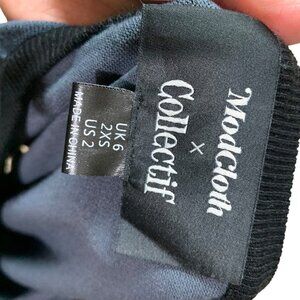 ModCloth
×
Collectif
UK 6
2XS
US 2
MADE IN CHINA